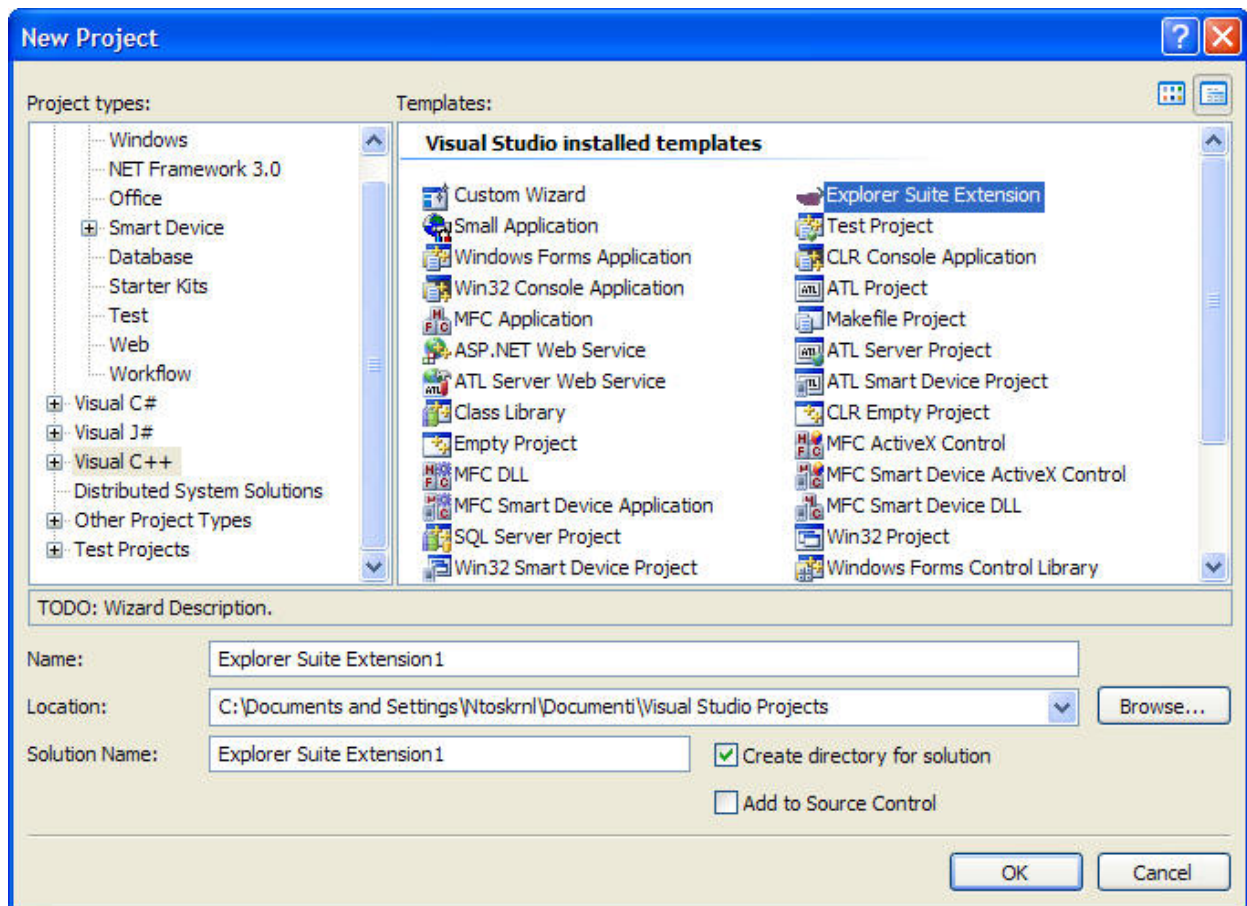 New Project
Project types:
Templates:
Windows
NET Framework 3.0
Office
Smart Device
Database
Starter Kits
Test
Web
Workflow
Visual C#
Visual J#
Visual C++
Distributed System Solutions
Other Project Types
Test Projects
Visual Studio installed templates
Custom Wizard
Explorer Suite Extension
Small Application
Test Project
Windows Forms Application
CLR Console Application
Win32 Console Application
ATL Project
MFC Application
Makefile Project
ASP.NET Web Service
ATL Server Project
ATL Server Web Service
ATL Smart Device Project
Class Library
CLR Empty Project
Empty Project
MFC ActiveX Control
MFC DLL
MFC Smart Device ActiveX Control
MFC Smart Device Application
MFC Smart Device DLL
SQL Server Project
Win32 Project
Win32 Smart Device Project
Windows Forms Control Library
TODO: Wizard Description.
Name:
Explorer Suite Extension1
Location:
C:\Documents and Settings\Ntoskrnl\Documenti\Visual Studio Projects
Browse...
Solution Name:
Explorer Suite Extension1
Create directory for solution
Add to Source Control
OK
Cancel